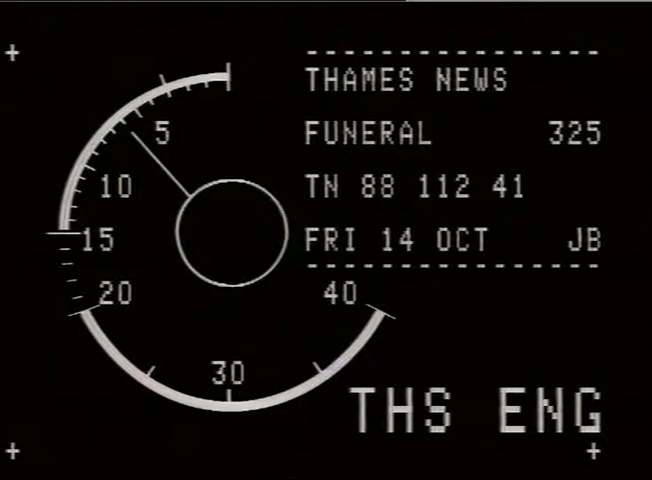 THAMES NEWS
FUNERAL 325
TN 88 112 41
FRI 14 OCT JB
5
10
15
20
30
40
THS ENG